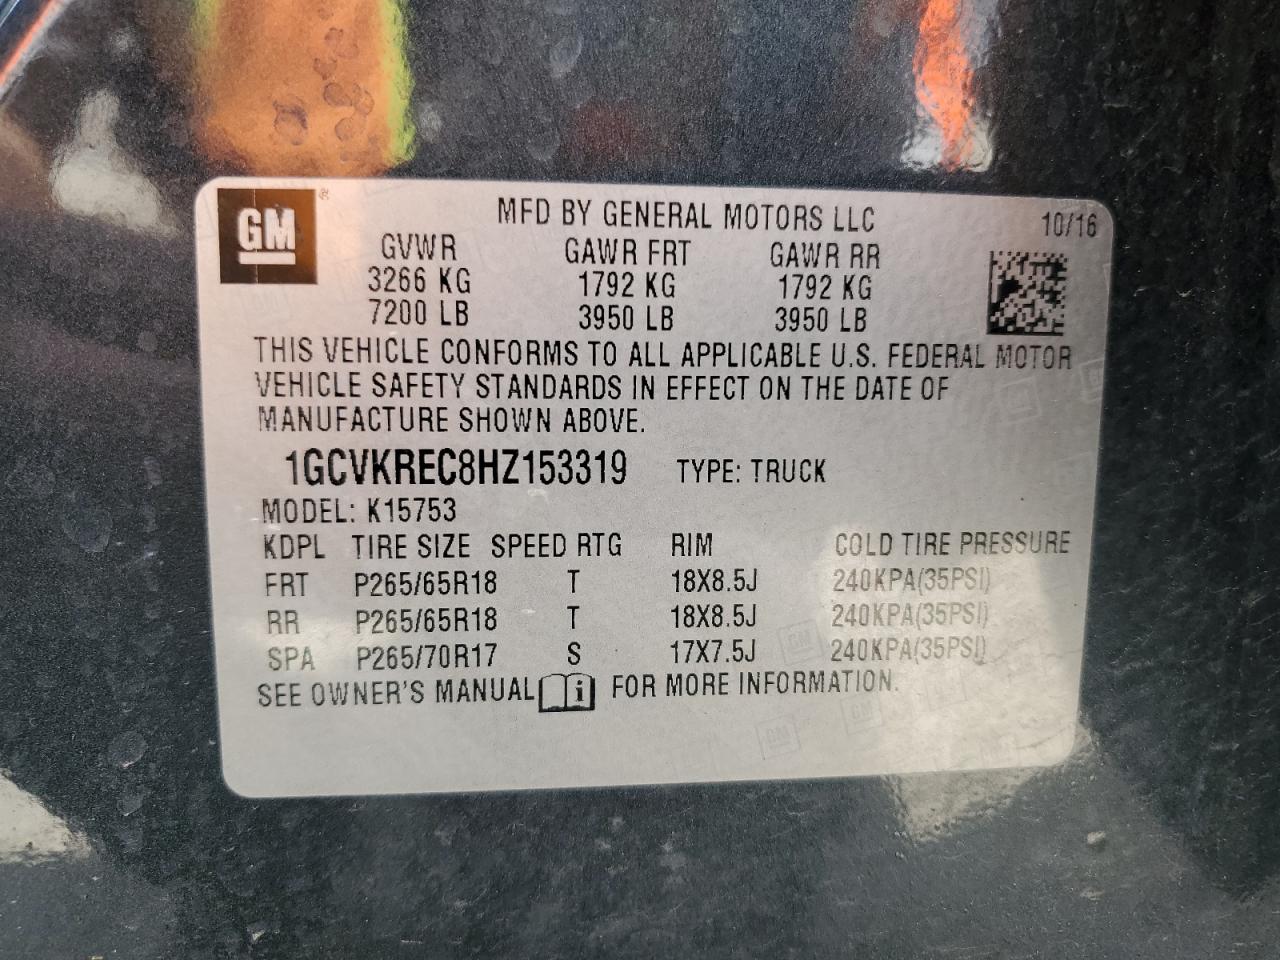 GM ®
MFD BY GENERAL MOTORS LLC 10/16
GVWR GAWR FRT GAWR RR
3266 KG 1792 KG 1792 KG
7200 LB 3950 LB 3950 LB
THIS VEHICLE CONFORMS TO ALL APPLICABLE U.S. FEDERAL MOTOR
VEHICLE SAFETY STANDARDS IN EFFECT ON THE DATE OF
MANUFACTURE SHOWN ABOVE.
1GCVKREC8HZ153319 TYPE: TRUCK
MODEL: K15753
KDPL TIRE SIZE SPEED RTG RIM COLD TIRE PRESSURE
FRT P265/65R18 T 18X8.5J 240KPA(35PSI)
RR P265/65R18 T 18X8.5J 240KPA(35PSI)
SPA P265/70R17 S 17X7.5J 240KPA(35PSI)
SEE OWNER'S MANUAL i FOR MORE INFORMATION.